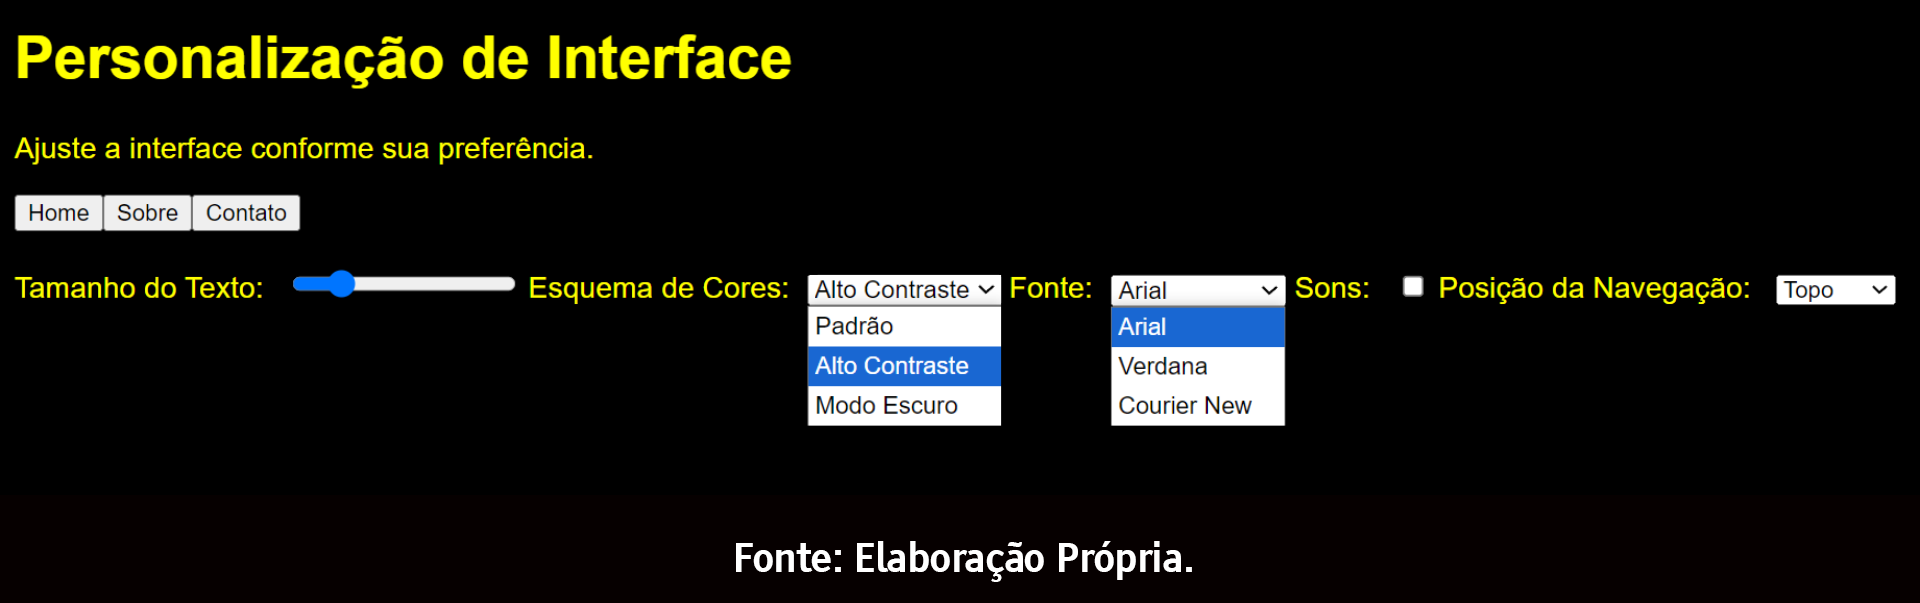 Personalização de Interface
Ajuste a interface conforme sua preferência.
Home Sobre Contato
Tamanho do Texto: Esquema de Cores: Alto Contraste Fonte: Arial Sons: Posição da Navegação: Topo
Padrão Arial
Alto Contraste Verdana
Modo Escuro Courier New
Fonte: Elaboração Própria.